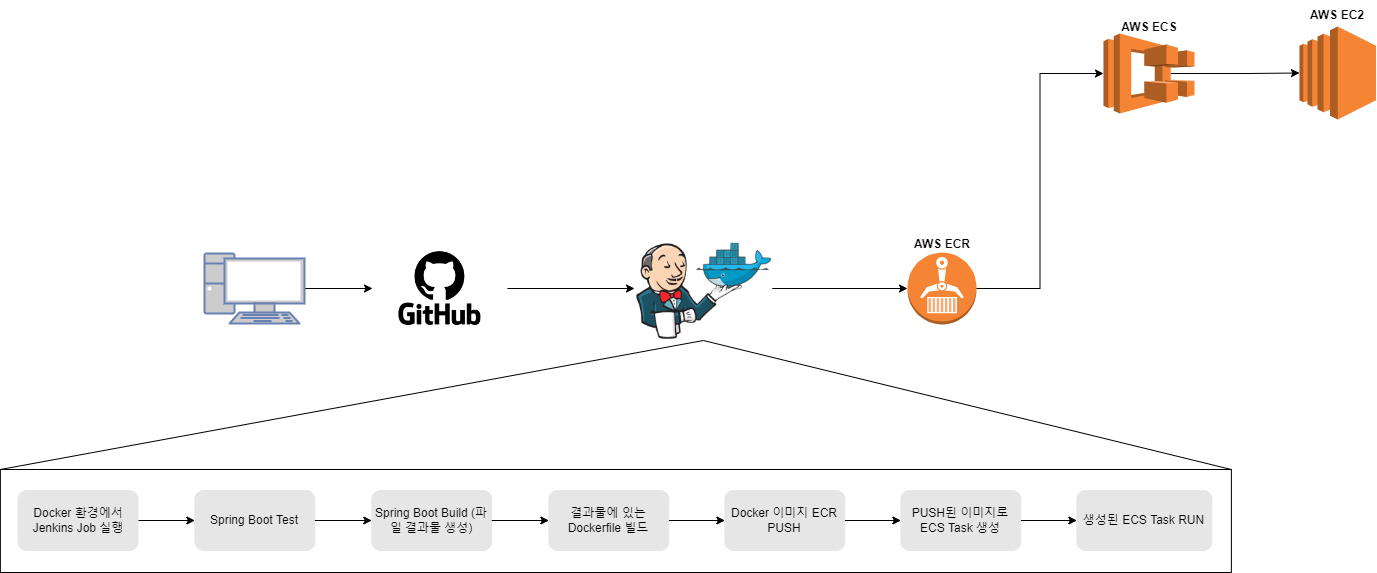 AWS EC2
AWS ECS
AWS ECR
GitHub
Docker 환경에서
Jenkins Job 실행
Spring Boot Test
Spring Boot Build (파
일 결과물 생성)
결과물에 있는
Dockerfile 빌드
Docker 이미지 ECR
PUSH
PUSH된 이미지로
ECS Task 생성
생성된 ECS Task RUN